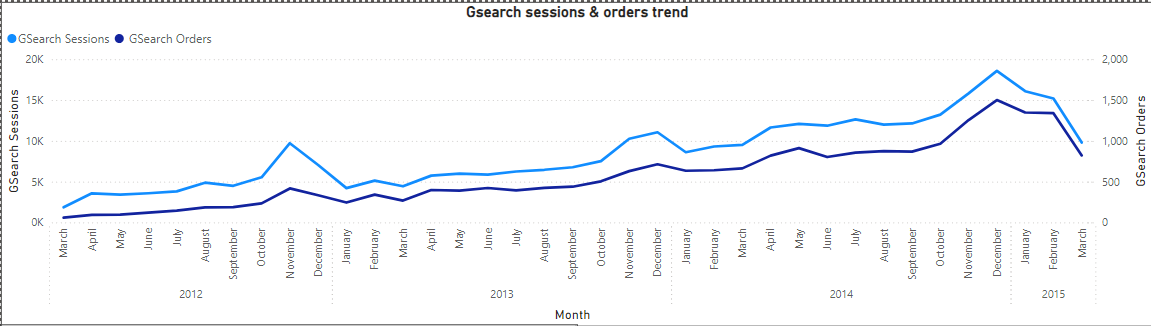 Gsearch sessions & orders trend
GSearch Sessions GSearch Orders
20K 2,000
15K 1,500
10K 1,000
5K 500
0K 0
GSearch Sessions
GSearch Orders
March April May June July August September October November December January February March April May June July August September October November December January February March April May June July August September October November December January February March
2012 2013 2014 2015
Month